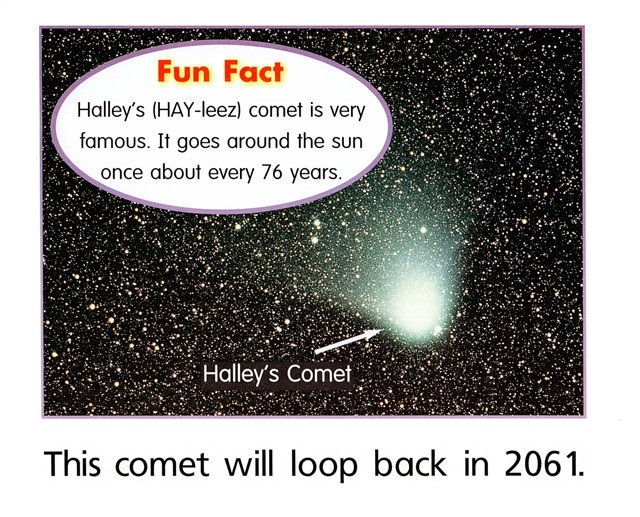 Fun Fact
Halley's (HAY-leez) comet is very
famous. It goes around the sun
once about every 76 years.
Halley's Comet
This comet will loop back in 2061.